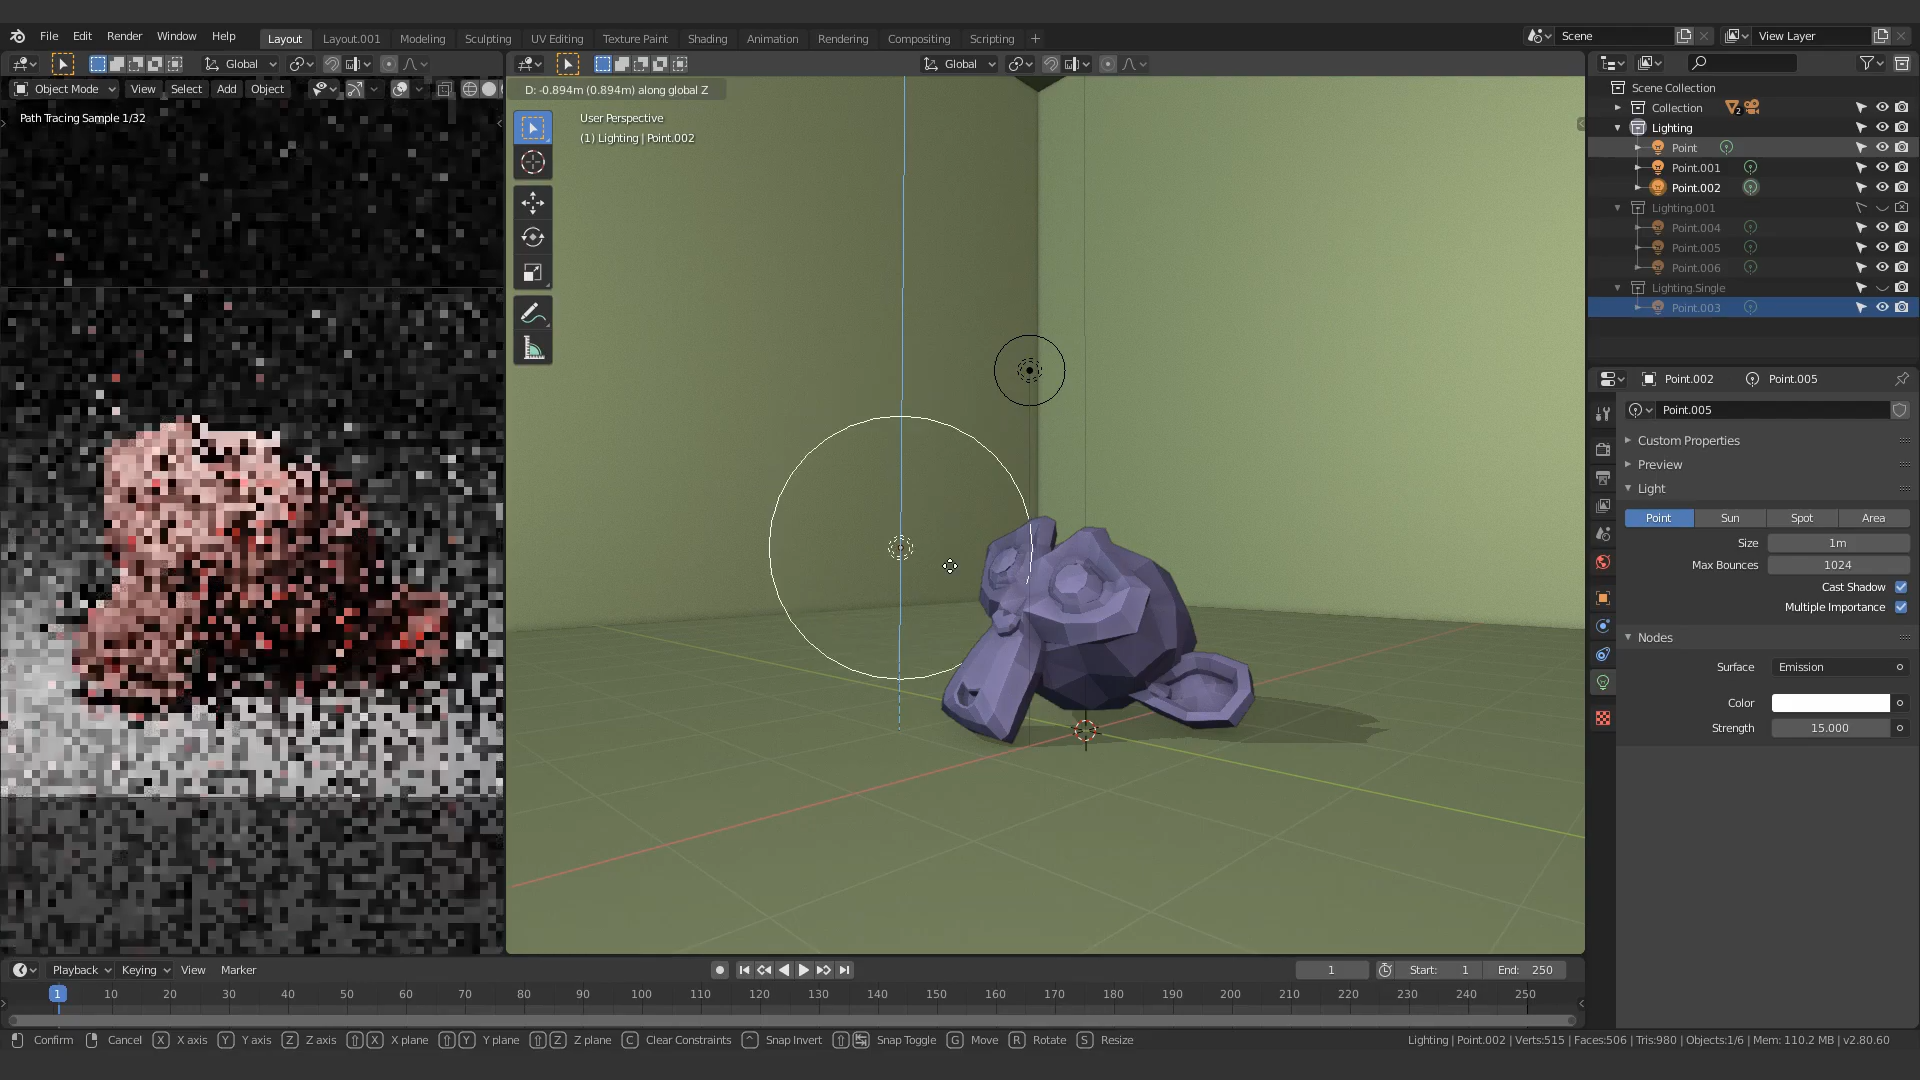 File Edit Render Window Help Layout Layout.001 Modeling Sculpting UV Editing Texture Paint Shading Animation Rendering Compositing Scripting + Scene View Layer
Global Global
Object Mode View Select Add Object
D: -0.894m (0.894m) along global Z
Path Tracing Sample 1/32
User Perspective
(1) Lighting | Point.002
Scene Collection
Collection 2
Lighting
Point
Point.001
Point.002
Lighting.001
Point.004
Point.005
Point.006
Lighting.Single
Point.003
Point.002 Point.005
Point.005
Custom Properties
Preview
Light
Point Sun Spot Area
Size 1m
Max Bounces 1024
Cast Shadow
Multiple Importance
Nodes
Surface Emission
Color
Strength 15.000
Playback Keying View Marker 1 Start: 1 End: 250
1 10 20 30 40 50 60 70 80 90 100 110 120 130 140 150 160 170 180 190 200 210 220 230 240 250
Confirm Cancel X X axis Y Y axis Z Z axis X X plane Y Y plane Z Z plane C Clear Constraints ^ Snap Invert Snap Toggle G Move R Rotate S Resize Lighting | Point.002 | Verts:515 | Faces:506 | Tris:980 | Objects:1/6 | Mem: 110.2 MB | v2.80.60